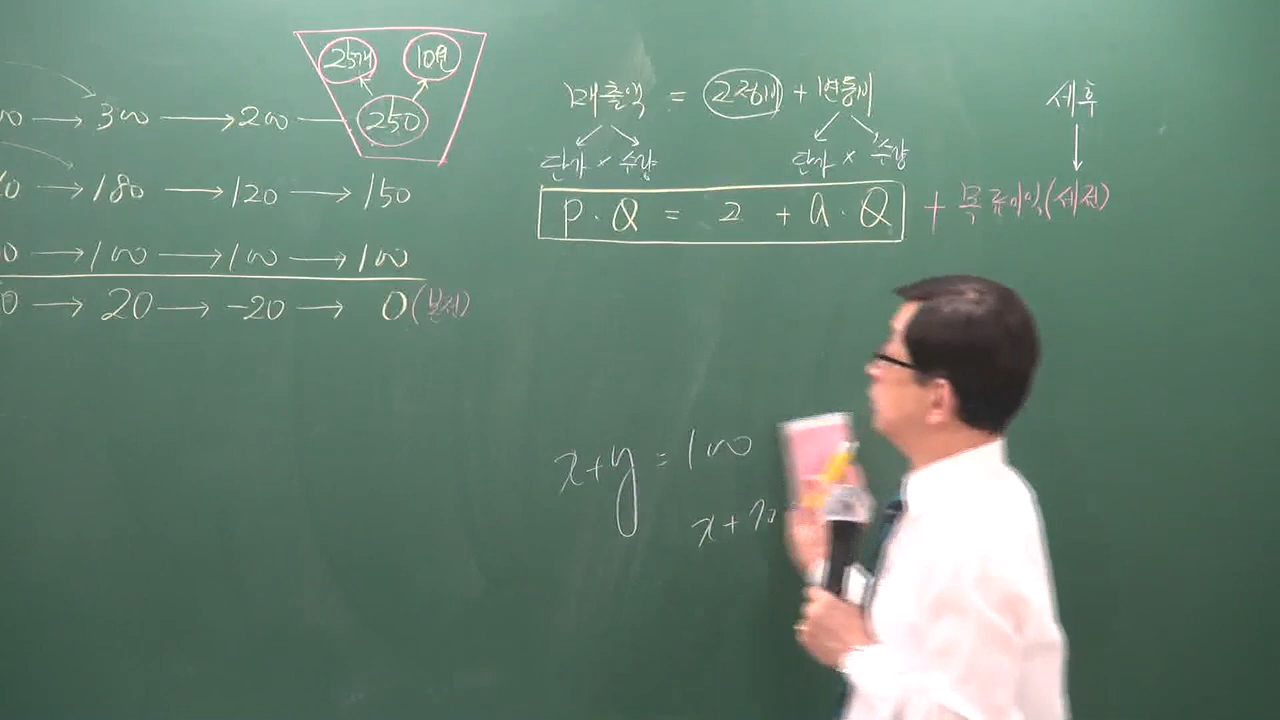 25개 10원
250
→ 300 → 200
→ 180 → 120 → 150
→ 100 → 100 → 100
→ 20 → -20 → 0 (본전)
매출액 = 고정비 + 변동비
단가 × 수량 단가 × 수량
P · Q = 고 + a · Q + 목표이익(세전)
세후
x + y = 100
x +